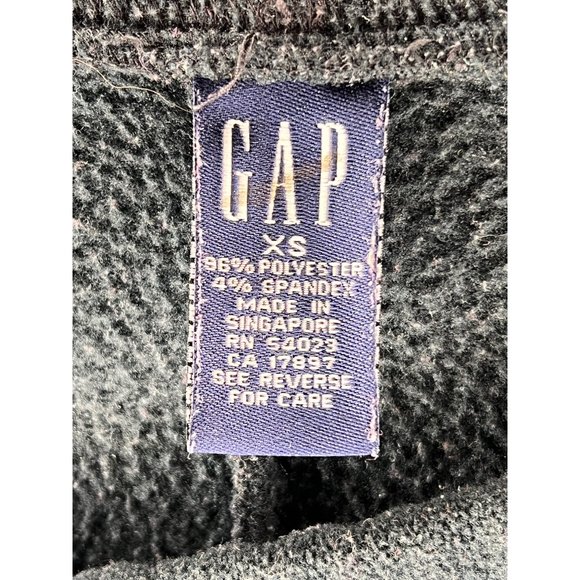 GAP
XS
96% POLYESTER
4% SPANDEX
MADE IN
SINGAPORE
RN 54023
CA 17897
SEE REVERSE
FOR CARE